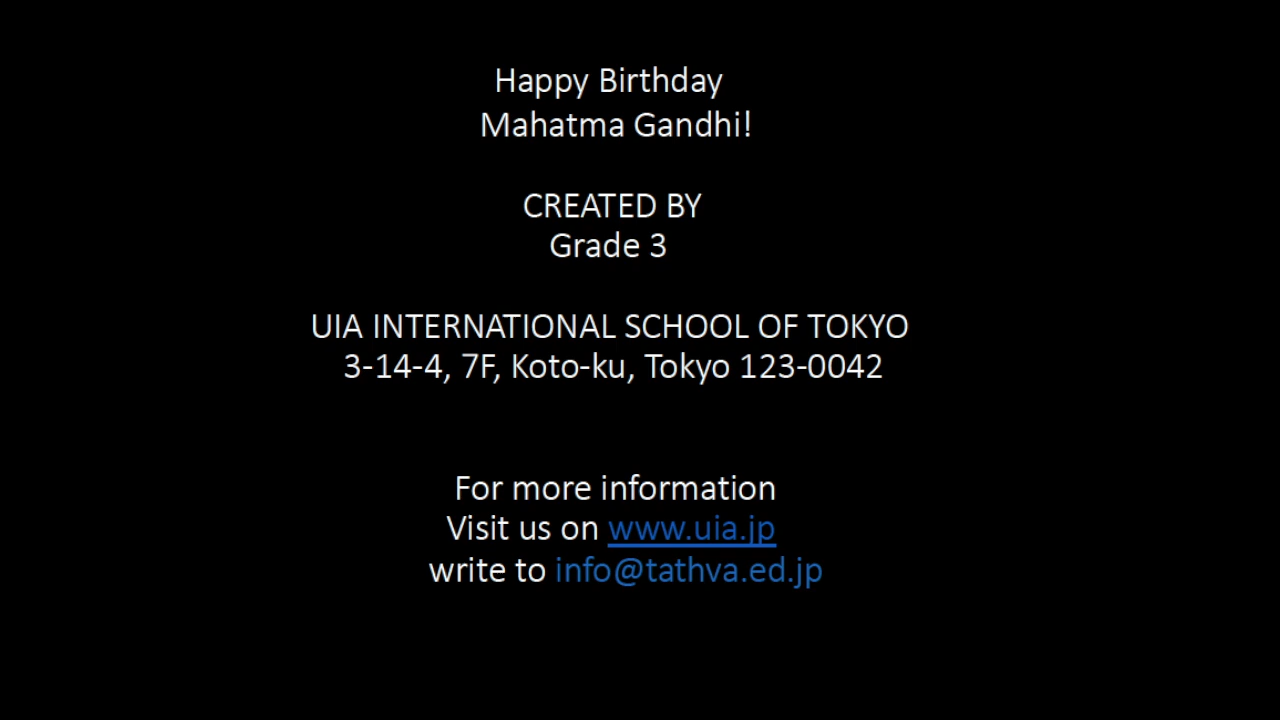 Happy Birthday
Mahatma Gandhi!
CREATED BY
Grade 3
UIA INTERNATIONAL SCHOOL OF TOKYO
3-14-4, 7F, Koto-ku, Tokyo 123-0042
For more information
Visit us on www.uia.jp
write to info@tathva.ed.jp